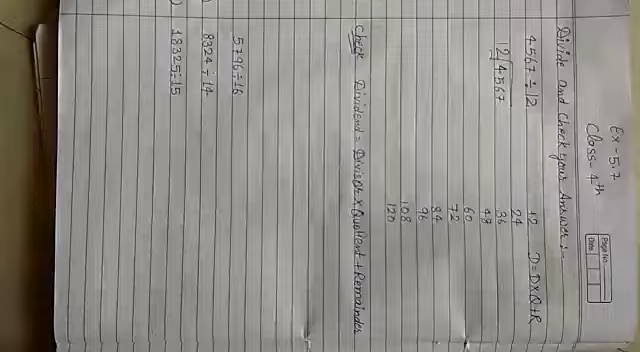 Ex-5.7
Class-4th
Page No.
Date
Divide and check your Answer:-
4567÷12
12 D=D×Q+R
24
12√4567
36
48
60
72
84
96
108
120
Check Dividend = Divisor × Quotient + Remainder
5796÷16
8324÷14
18325÷15